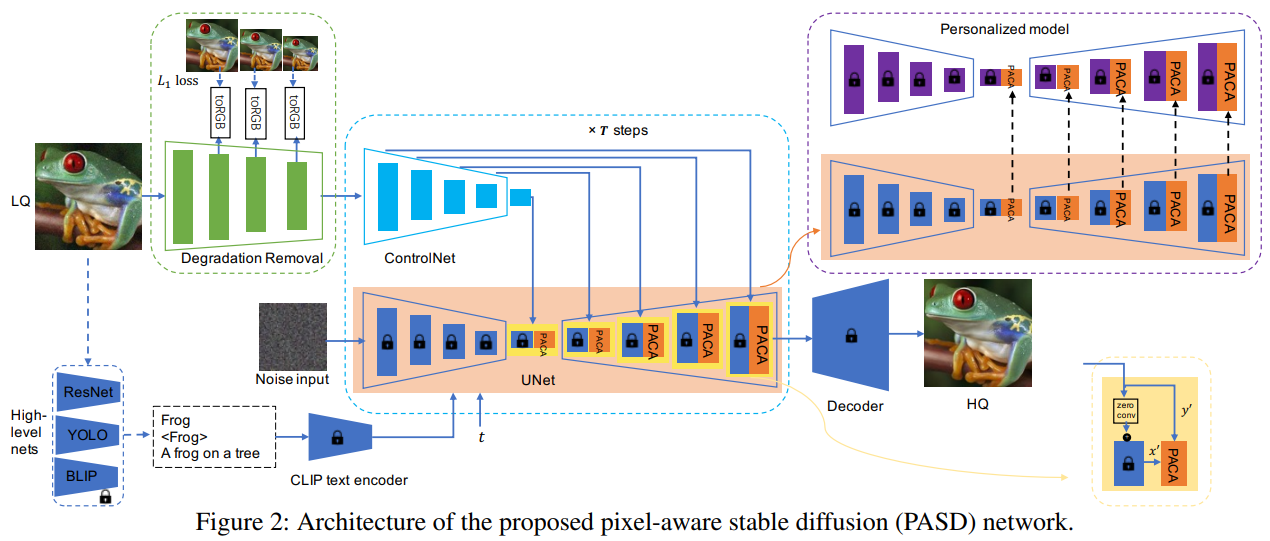 Personalized model
PACA
PACA
PACA
PACA
PACA
L₁ loss
toRGB
toRGB
toRGB
× T steps
LQ
Degradation Removal
ControlNet
PACA
PACA
PACA
PACA
PACA
Noise input
PACA
PACA
PACA
PACA
PACA
UNet
Decoder
HQ
High-
level
nets
ResNet
YOLO
BLIP
Frog
<Frog>
A frog on a tree
CLIP text encoder
t
zero
conv
y′
x′
PACA
Figure 2: Architecture of the proposed pixel-aware stable diffusion (PASD) network.